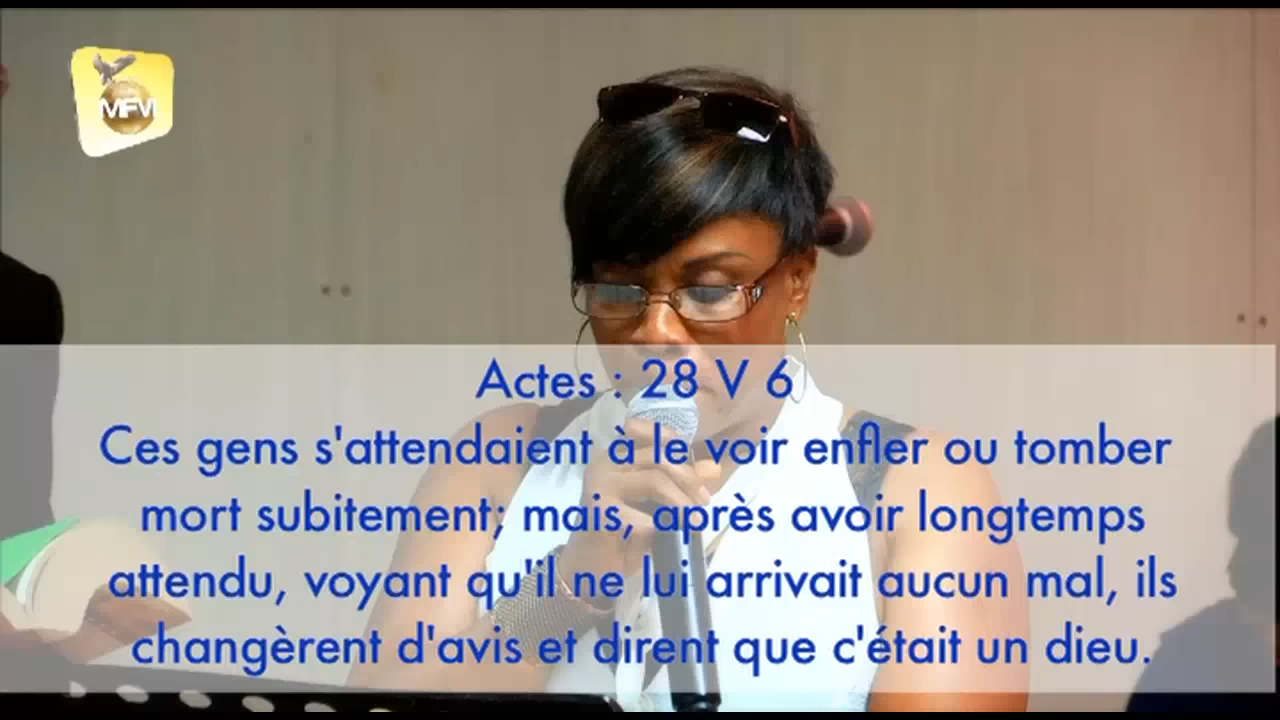 MFM
Actes : 28 V 6
Ces gens s'attendaient à le voir enfler ou tomber
mort subitement; mais, après avoir longtemps
attendu, voyant qu'il ne lui arrivait aucun mal, ils
changèrent d'avis et dirent que c'était un dieu.